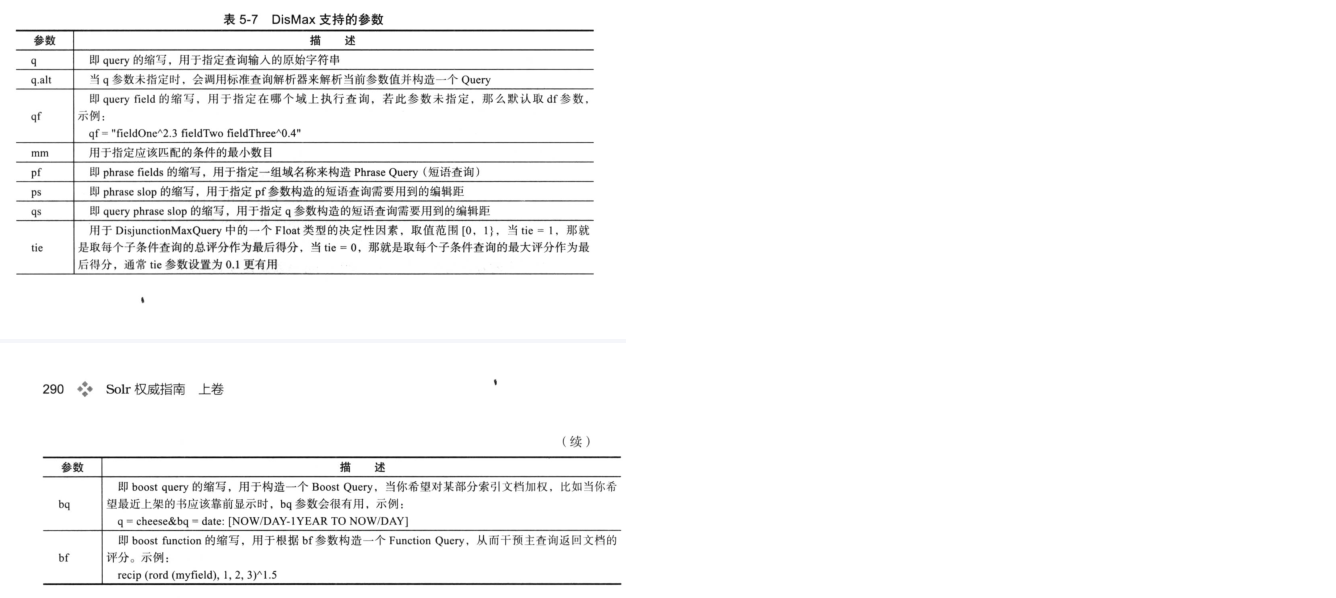 表 5-7 DisMax 支持的参数
参数 描 述
q 即 query 的缩写，用于指定查询输入的原始字符串
q.alt 当 q 参数未指定时，会调用标准查询解析器来解析当前参数值并构造一个 Query
即 query field 的缩写，用于指定在哪个域上执行查询，若此参数未指定，那么默认取 df 参数，
qf 示例：
qf = "fieldOne^2.3 fieldTwo fieldThree^0.4"
mm 用于指定应该匹配的条件的最小数目
pf 即 phrase fields 的缩写，用于指定一组域名称来构造 Phrase Query（短语查询）
ps 即 phrase slop 的缩写，用于指定 pf 参数构造的短语查询需要用到的编辑距
qs 即 query phrase slop 的缩写，用于指定 q 参数构造的短语查询需要用到的编辑距
用于 DisjunctionMaxQuery 中的一个 Float 类型的决定性因素，取值范围 [0，1}，当 tie = 1，那就
tie 是取每个子条件查询的总评分作为最后得分，当 tie = 0，那就是取每个子条件查询的最大评分作为最
后得分，通常 tie 参数设置为 0.1 更有用
290 Solr 权威指南 上卷
（续）
参数 描 述
即 boost query 的缩写，用于构造一个 Boost Query，当你希望对某部分索引文档加权，比如当你希
bq 望最近上架的书应该靠前显示时，bq 参数会很有用，示例：
q = cheese&bq = date: [NOW/DAY-1YEAR TO NOW/DAY]
即 boost function 的缩写，用于根据 bf 参数构造一个 Function Query，从而干预主查询返回文档的
bf 评分。示例：
recip (rord (myfield), 1, 2, 3)^1.5